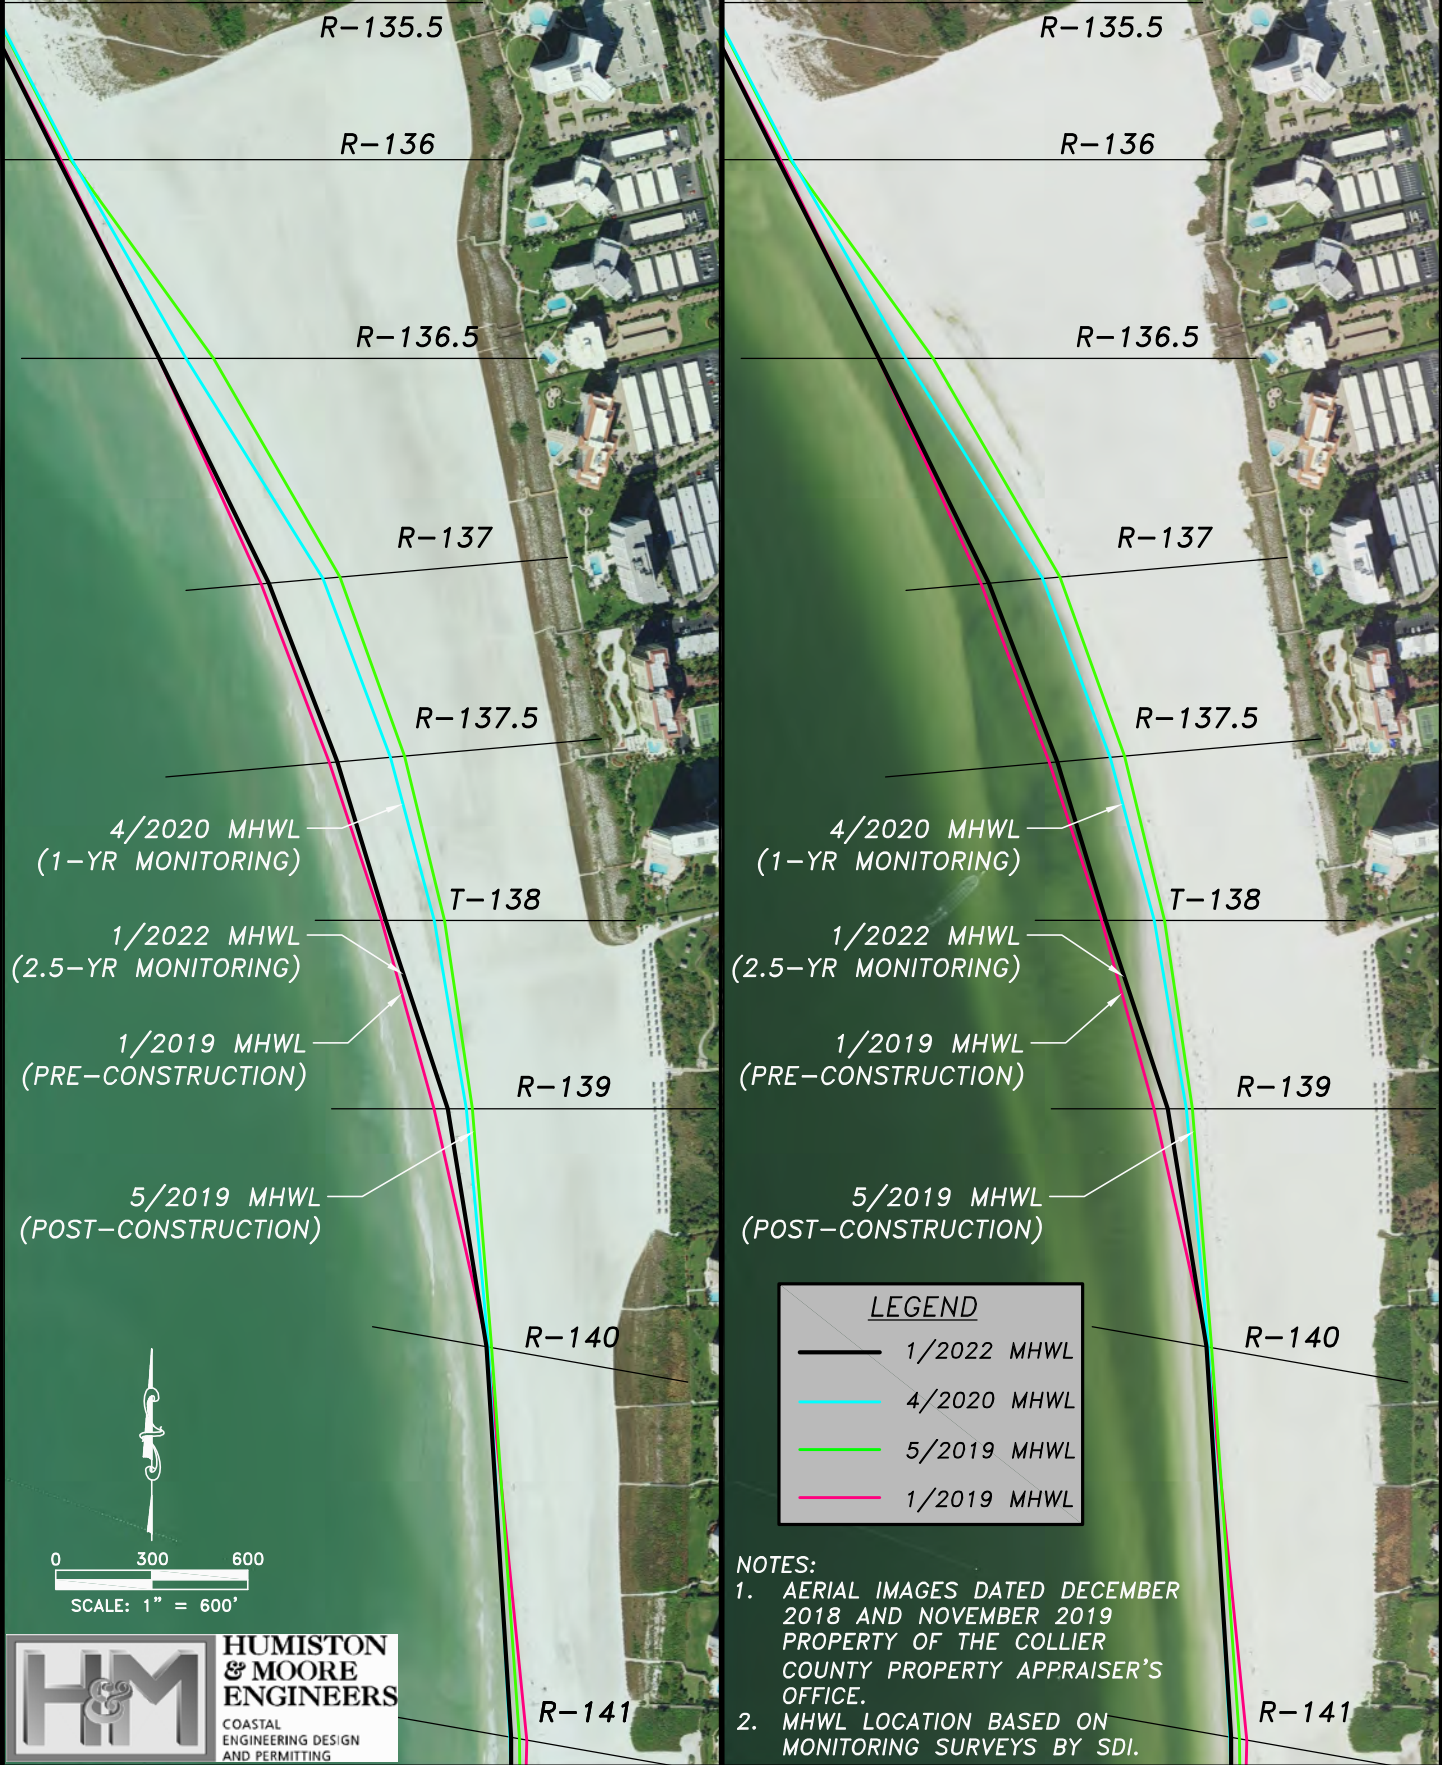 R-135.5
R-136
R-136.5
R-137
R-137.5
4/2020 MHWL
(1-YR MONITORING)
T-138
1/2022 MHWL
(2.5-YR MONITORING)
1/2019 MHWL
(PRE-CONSTRUCTION)
R-139
5/2019 MHWL
(POST-CONSTRUCTION)
R-140
0 300 600
SCALE: 1" = 600'
H&M
HUMISTON
& MOORE
ENGINEERS
COASTAL
ENGINEERING DESIGN
AND PERMITTING
R-141
R-135.5
R-136
R-136.5
R-137
R-137.5
4/2020 MHWL
(1-YR MONITORING)
T-138
1/2022 MHWL
(2.5-YR MONITORING)
1/2019 MHWL
(PRE-CONSTRUCTION)
R-139
5/2019 MHWL
(POST-CONSTRUCTION)
LEGEND
1/2022 MHWL
4/2020 MHWL
5/2019 MHWL
1/2019 MHWL
R-140
NOTES:
1. AERIAL IMAGES DATED DECEMBER
2018 AND NOVEMBER 2019
PROPERTY OF THE COLLIER
COUNTY PROPERTY APPRAISER'S
OFFICE.
2. MHWL LOCATION BASED ON
MONITORING SURVEYS BY SDI.
R-141